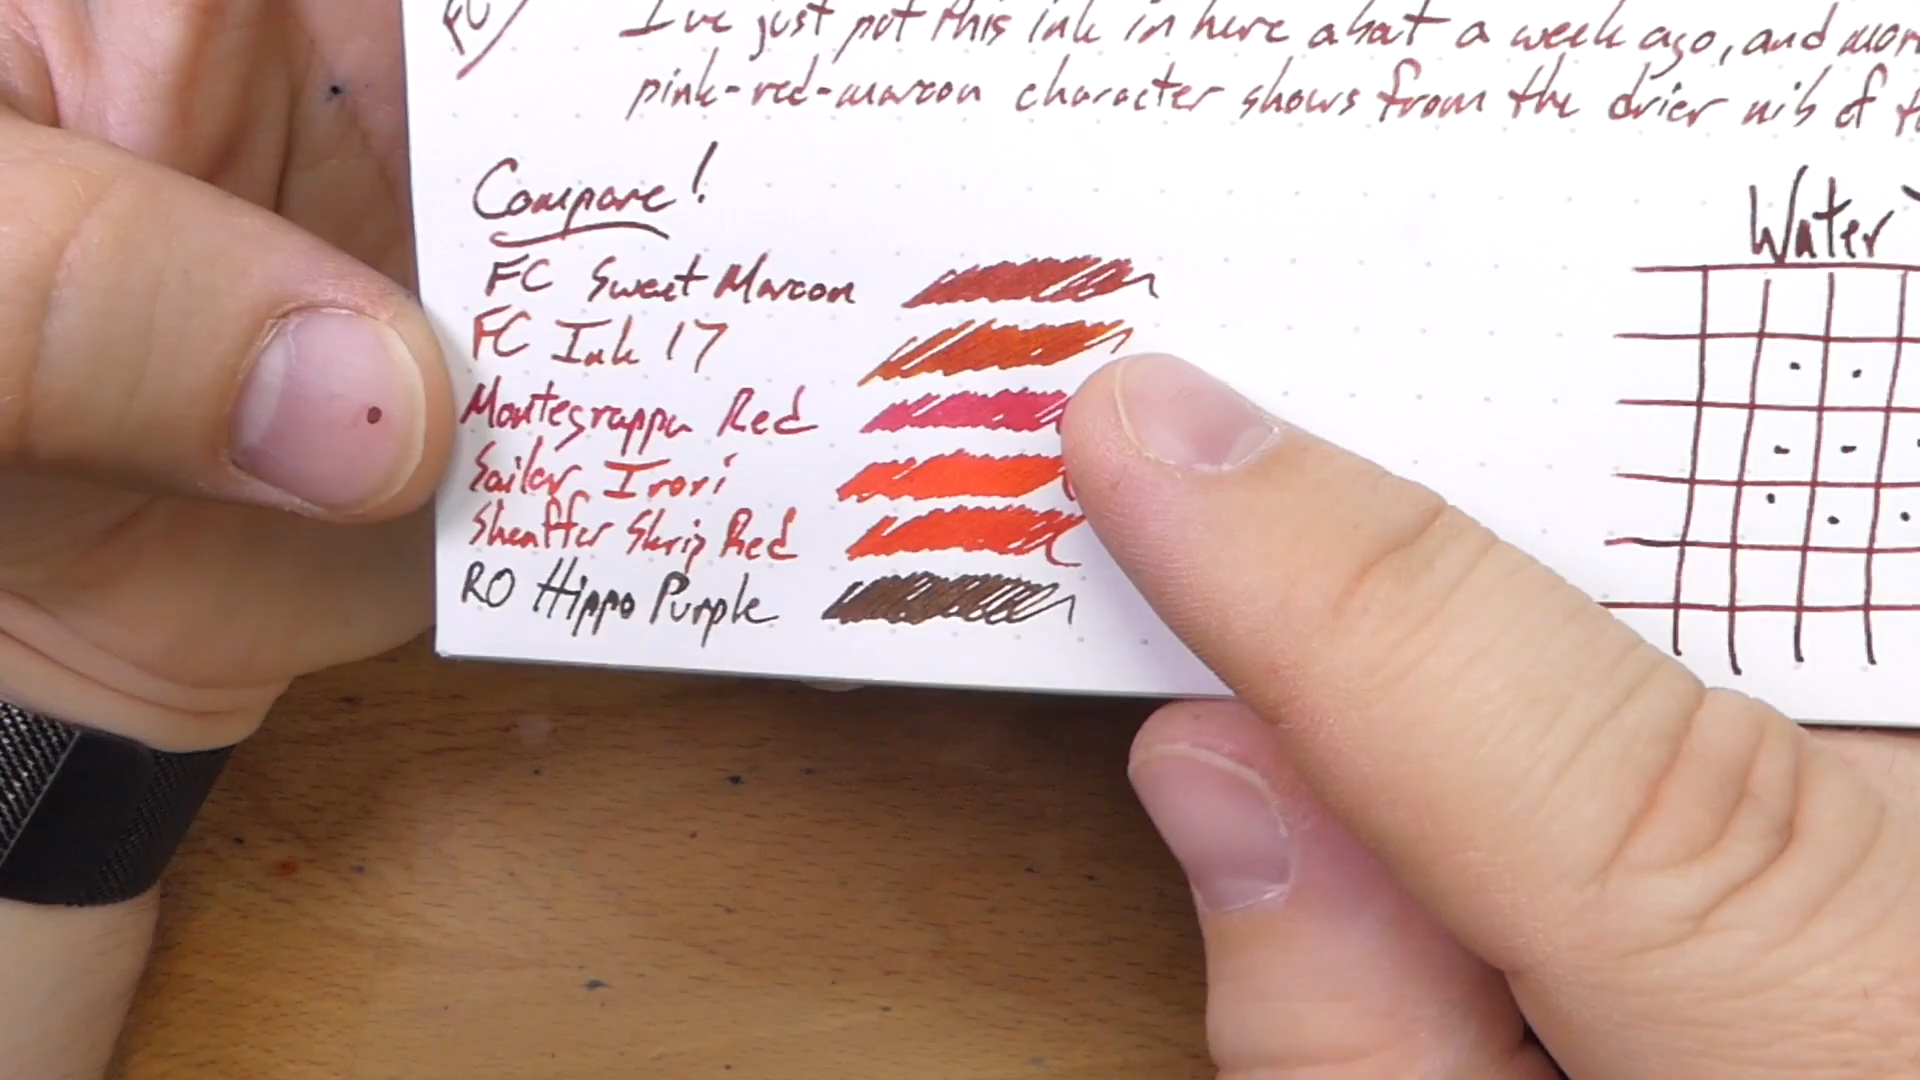 I've just put this ink in here about a week ago, and mor
pink-red-maroon character shows from the drier nib of th
Compare!
FC Sweet Maroon
FC Ink 17
Montegrappa Red
Sailor Irori
Sheaffer Skrip Red
RO Hippo Purple
Water